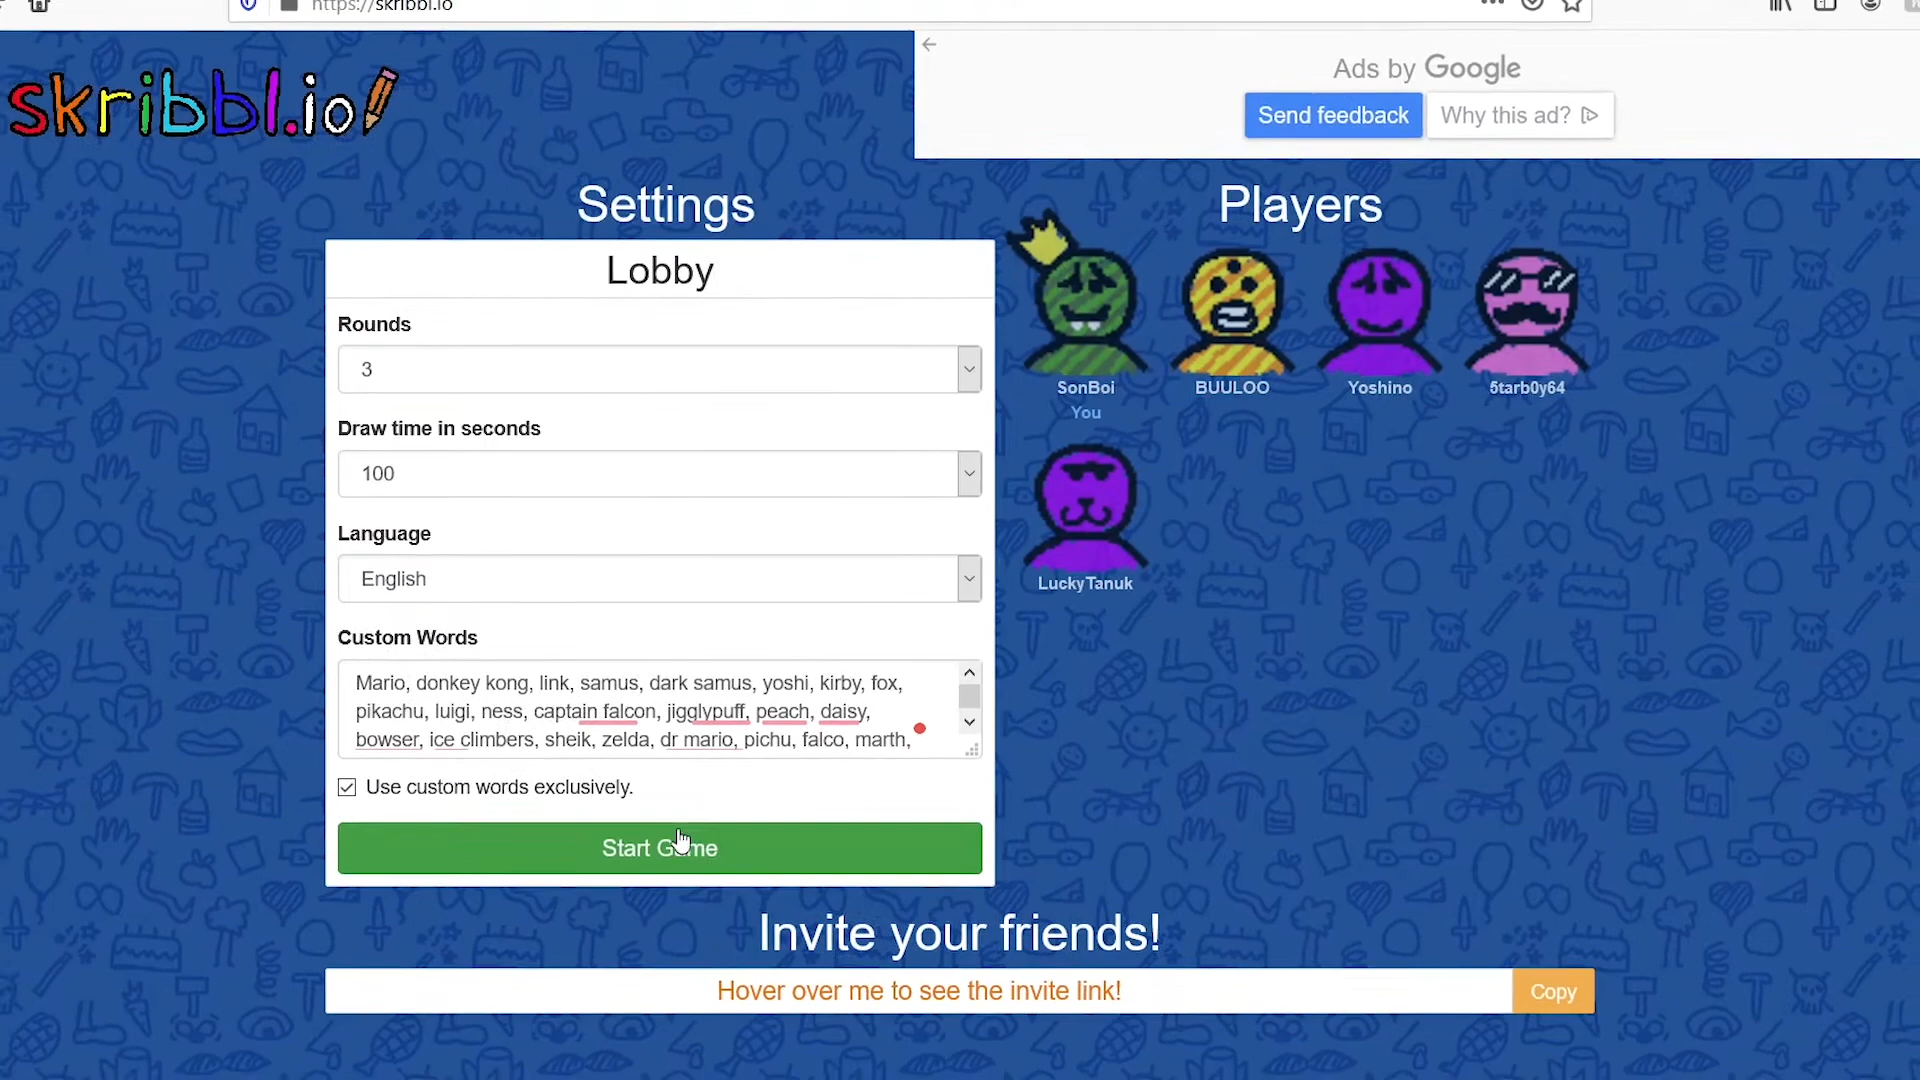 https://skribbl.io
skribbl.io
Ads by Google
Send feedback
Why this ad?
Settings
Players
Lobby
Rounds
3
Draw time in seconds
100
Language
English
Custom Words
Mario, donkey kong, link, samus, dark samus, yoshi, kirby, fox,
pikachu, luigi, ness, captain falcon, jigglypuff, peach, daisy,
bowser, ice climbers, sheik, zelda, dr mario, pichu, falco, marth,
Use custom words exclusively.
Start Game
SonBoi
You
BUULOO
Yoshino
5tarb0y64
LuckyTanuk
Invite your friends!
Hover over me to see the invite link!
Copy